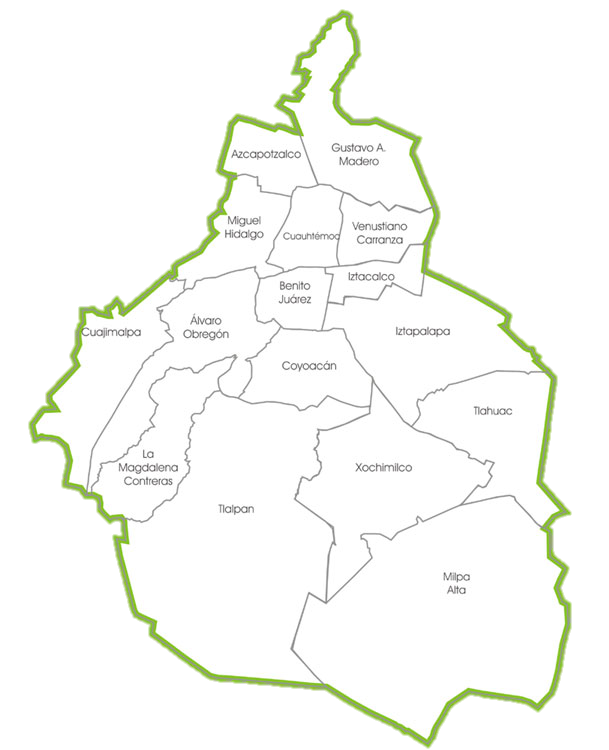 Azcapotzalco
Gustavo A.
Madero
Miguel
Hidalgo
Cuauhtémoc
Venustiano
Carranza
Iztacalco
Benito
Juárez
Cuajimalpa
Álvaro
Obregón
Iztapalapa
Coyoacán
Tlahuac
La
Magdalena
Contreras
Xochimilco
Tlalpan
Milpa
Alta